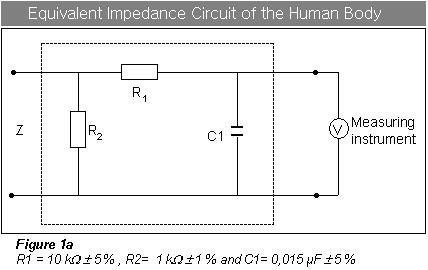 Equivalent Impedance Circuit of the Human Body
R1
Z
R2
C1
V
Measuring
instrument
Figure 1a
R1 = 10 kΩ ± 5% , R2= 1 kΩ ± 1 % and C1= 0,015 µF ± 5 %